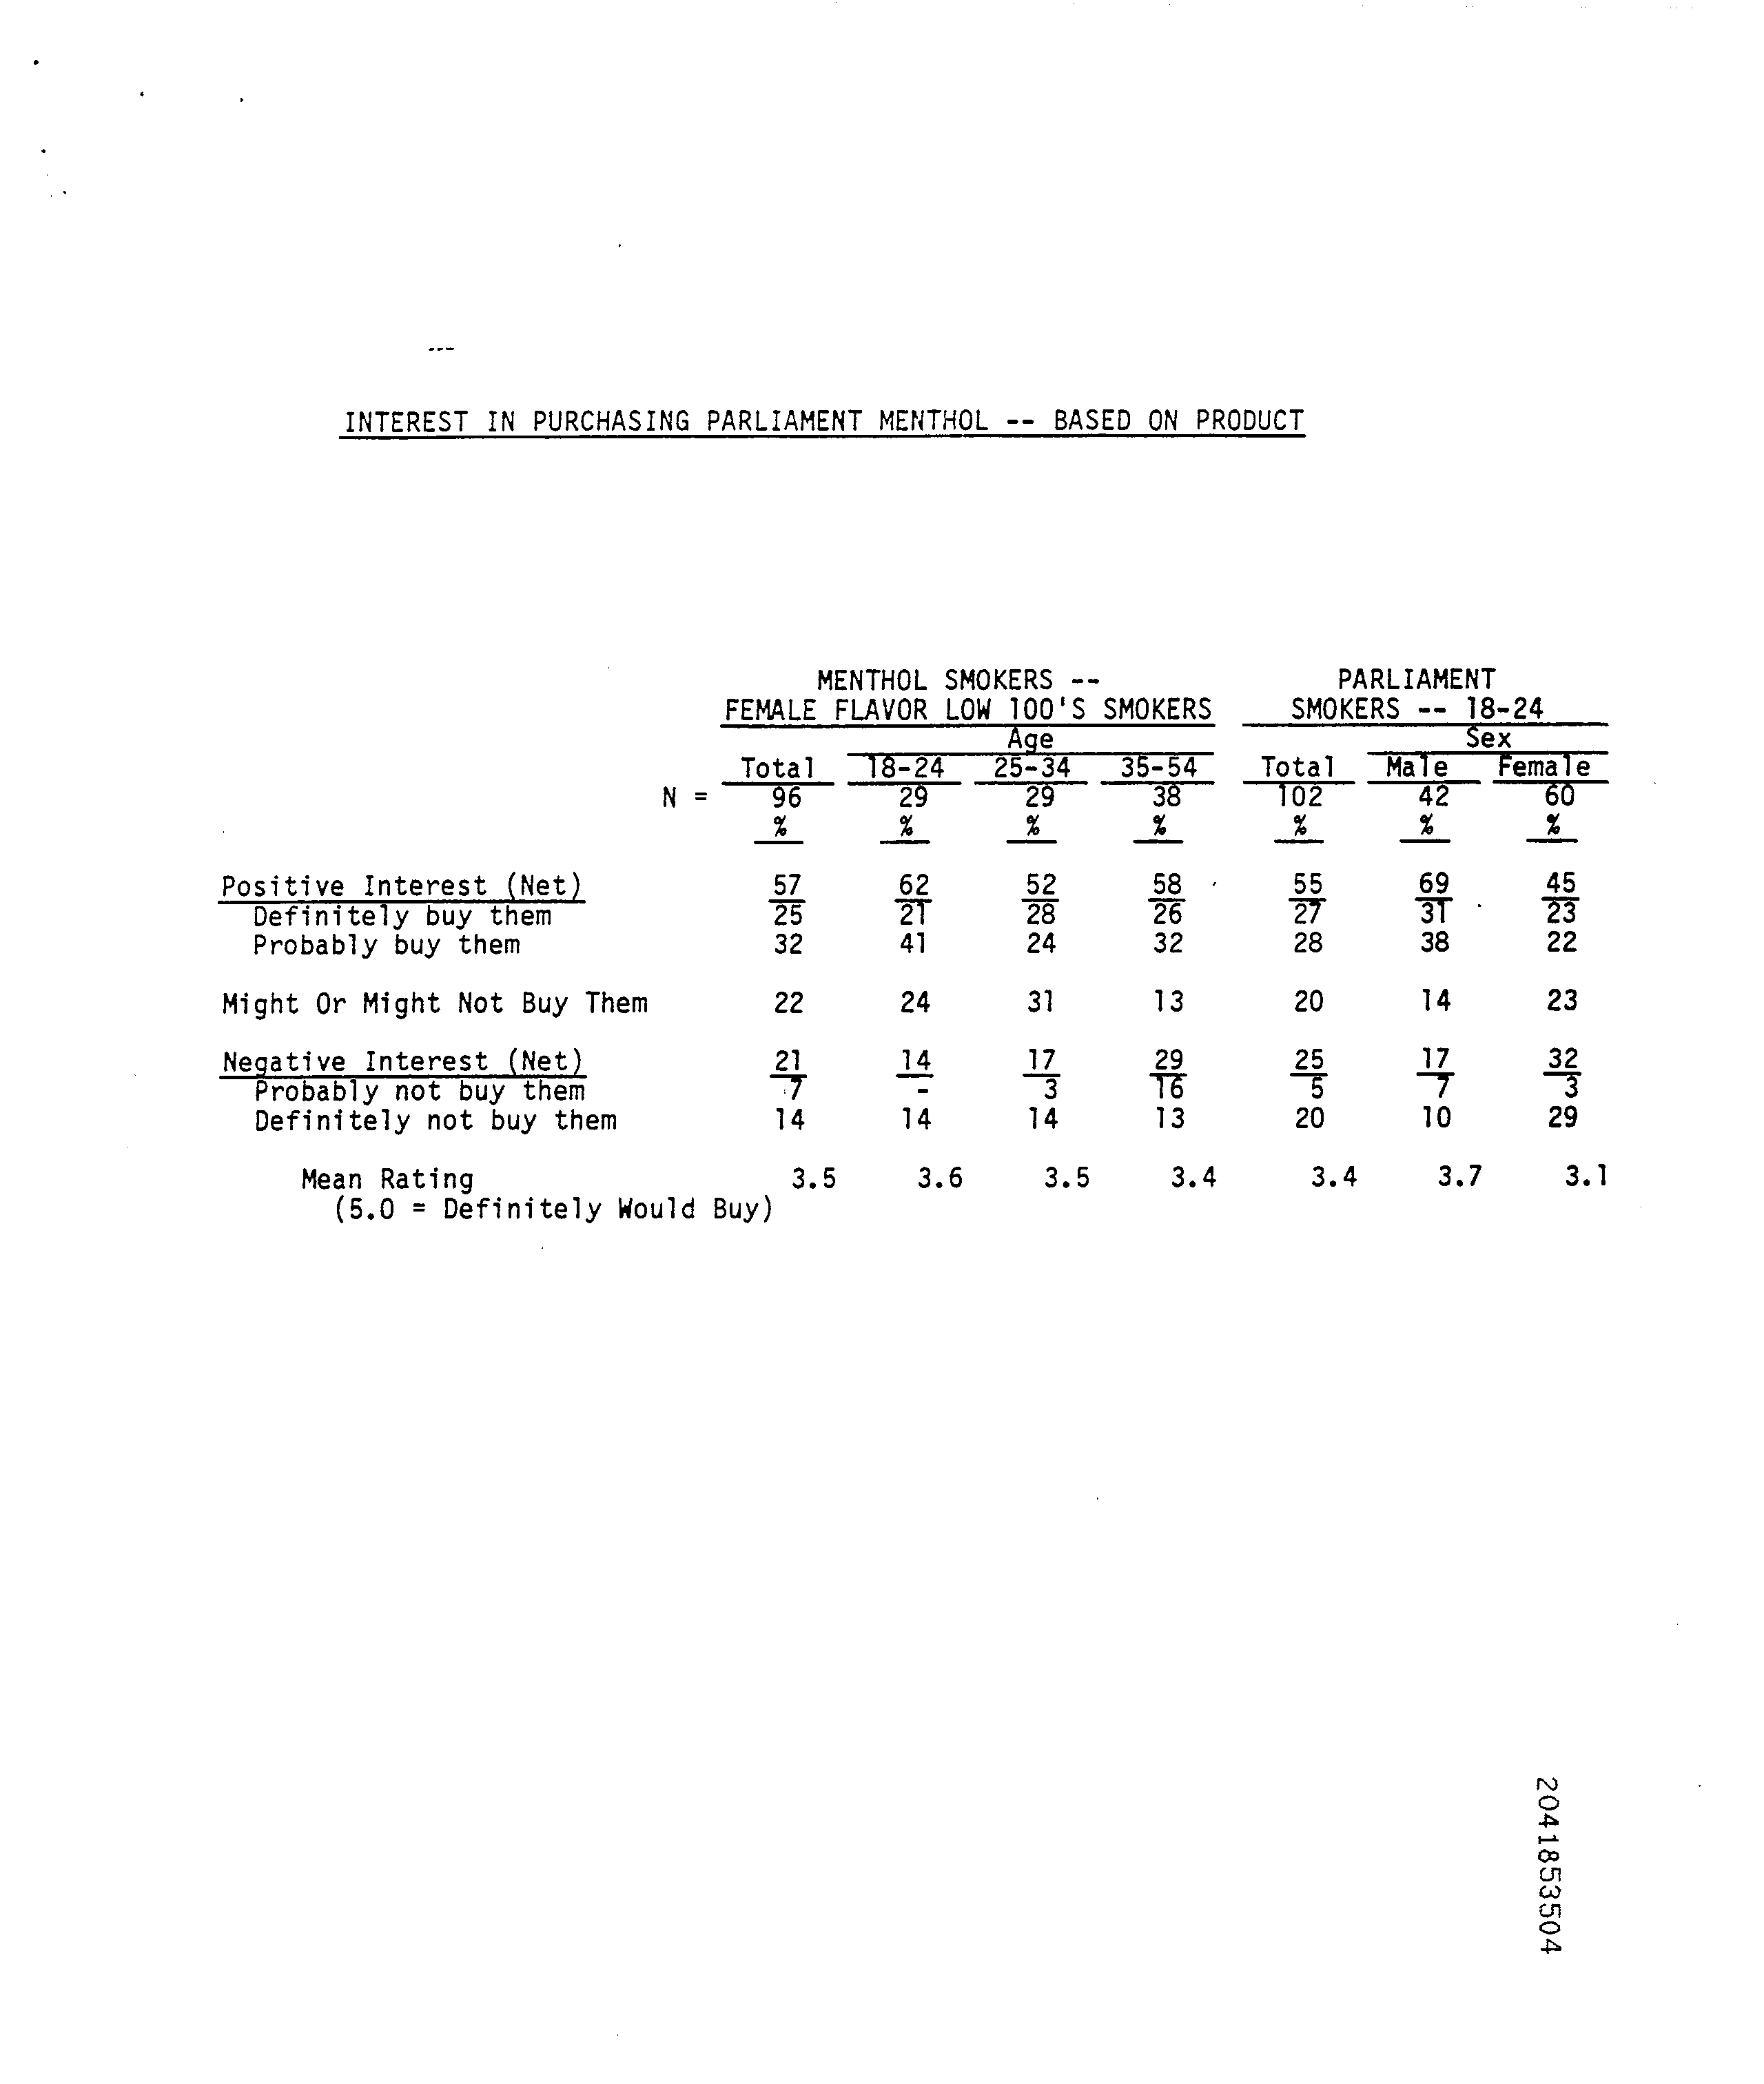 INTEREST IN PURCHASING PARLIAMENT MENTHOL -- BASED ON PRODUCT
MENTHOL SMOKERS -- PARLIAMENT
FEMALE FLAVOR LOW 100'S SMOKERS SMOKERS -- 18-24
Age Sex
Total 18-24 25-34 35-54 Total Male Female
N = 96 29 29 38 102 42 60
% % % % % % %
Positive Interest (Net) 57 62 52 58 55 69 45
Definitely buy them 25 21 28 26 27 31 23
Probably buy them 32 41 24 32 28 38 22
Might Or Might Not Buy Them 22 24 31 13 20 14 23
Negative Interest (Net) 21 14 17 29 25 17 32
Probably not buy them 7 - 3 16 5 7 3
Definitely not buy them 14 14 14 13 20 10 29
Mean Rating 3.5 3.6 3.5 3.4 3.4 3.7 3.1
(5.0 = Definitely Would Buy)
2041853504